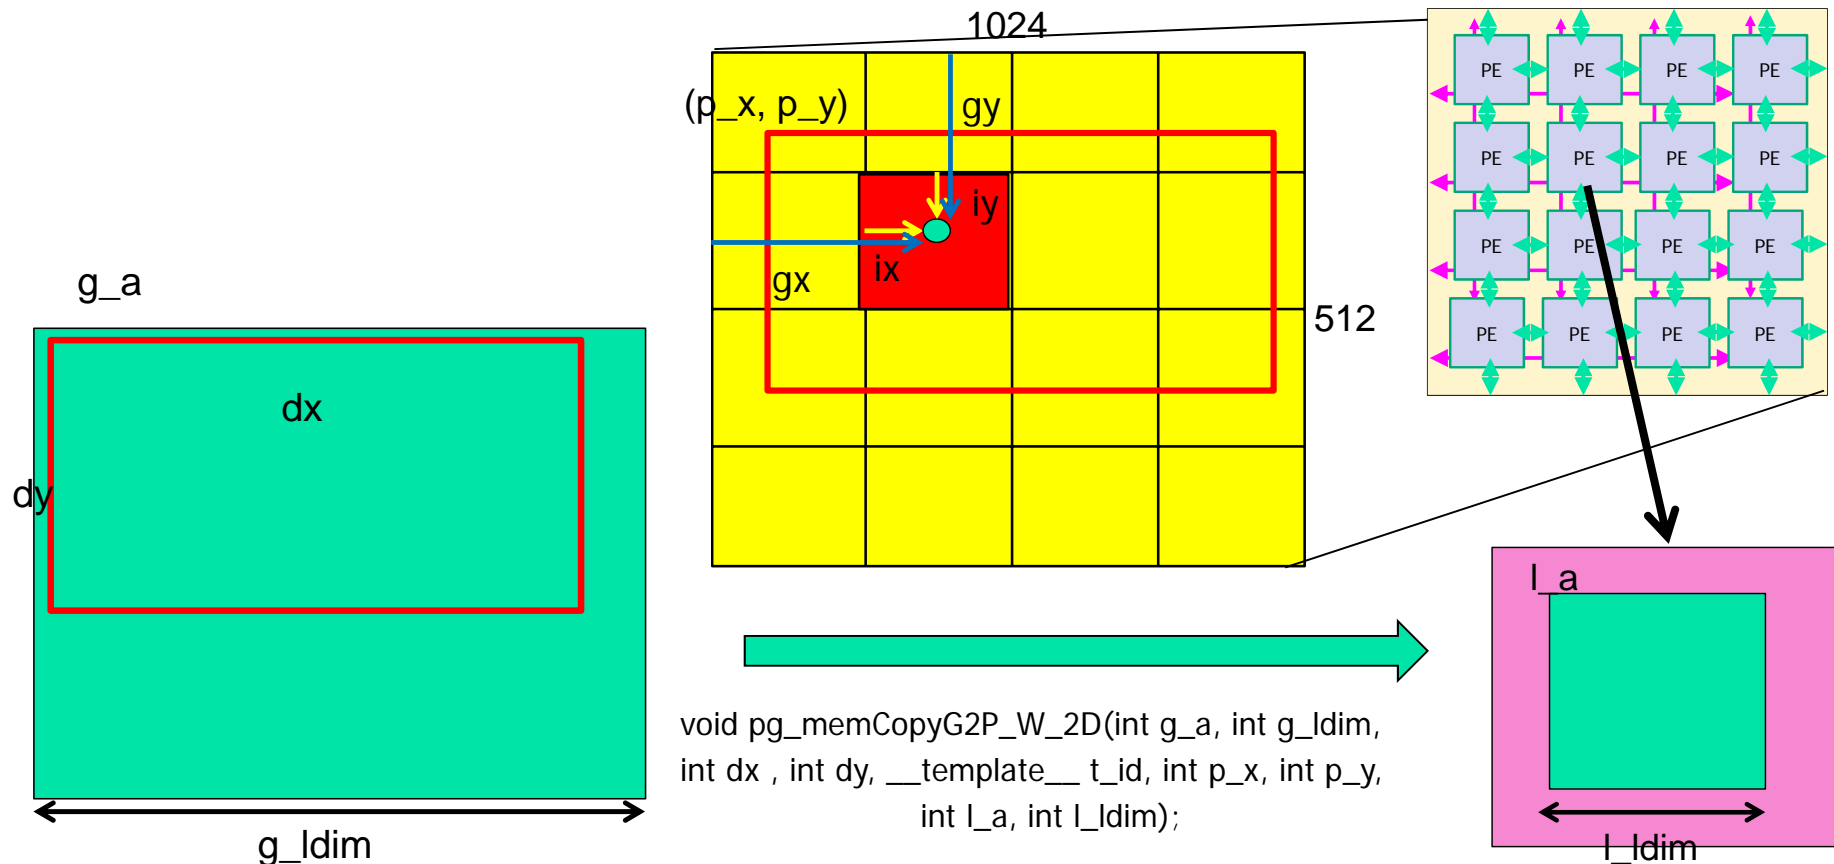 1024
(p_x, p_y)
gy
iy
ix
gx
512
PE PE PE PE
PE PE PE PE
PE PE PE PE
PE PE PE PE
g_a
dx
dy
g_ldim
l_a
l_ldim
void pg_memCopyG2P_W_2D(int g_a, int g_ldim,
int dx , int dy, __template__ t_id, int p_x, int p_y,
int l_a, int l_ldim);